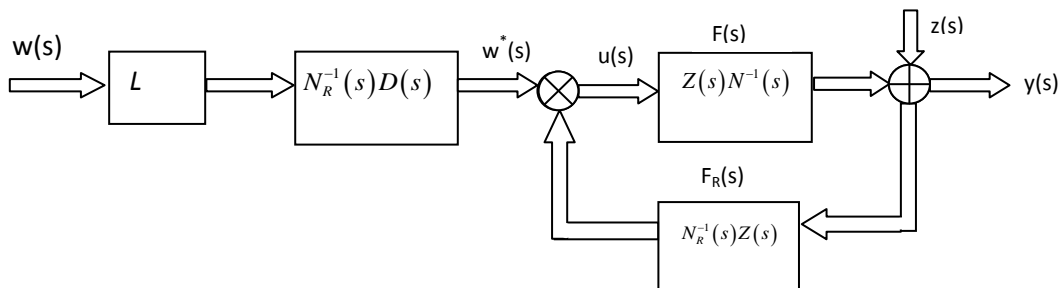 w(s)
L
N_R^{-1}(s)D(s)
w^*(s)
u(s)
F(s)
Z(s)N^{-1}(s)
z(s)
y(s)
F_R(s)
N_R^{-1}(s)Z(s)